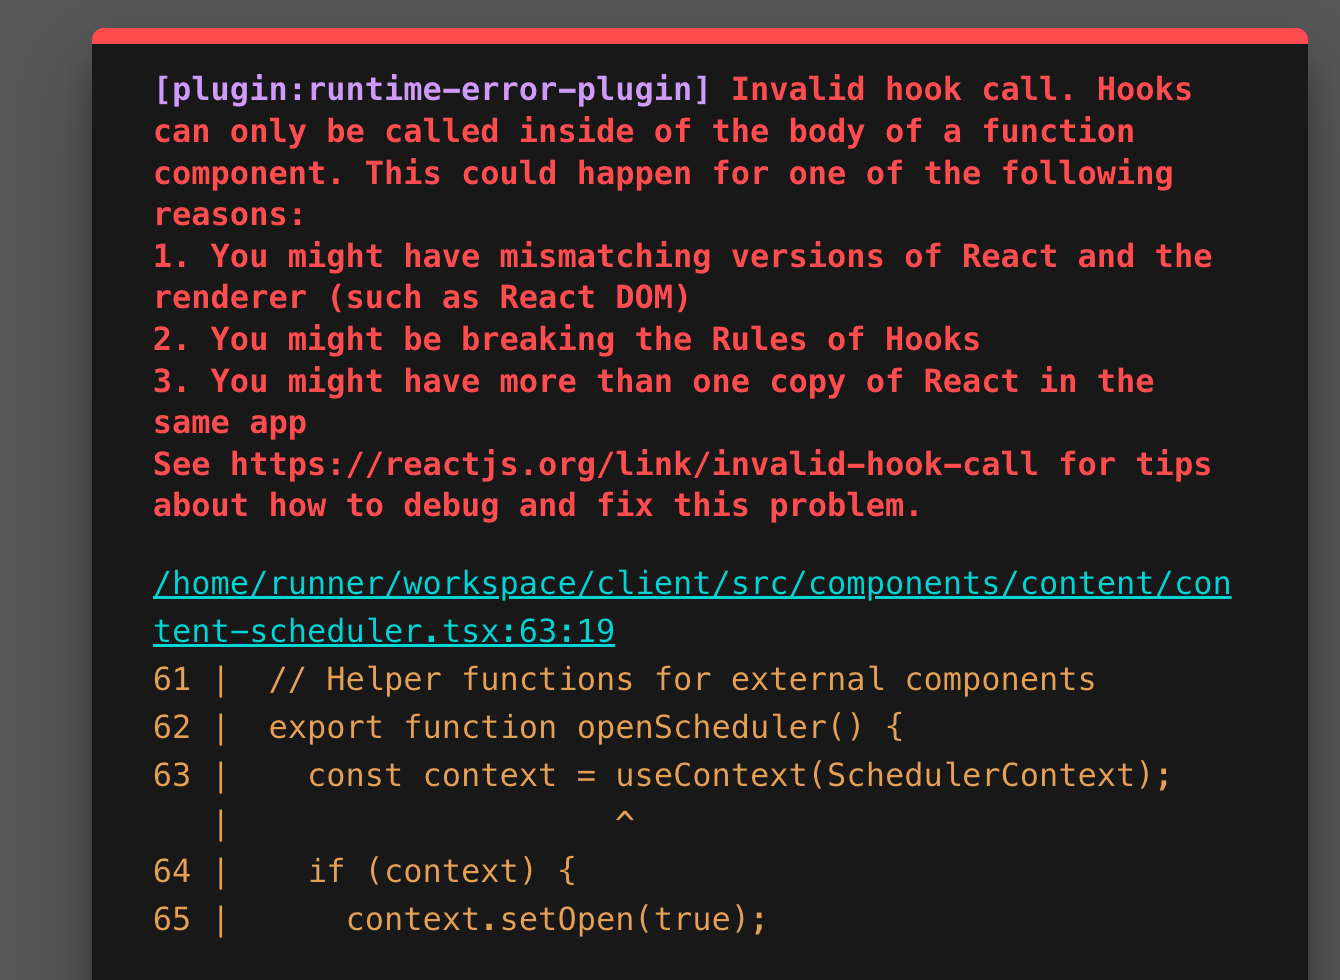 [plugin:runtime-error-plugin] Invalid hook call. Hooks
can only be called inside of the body of a function
component. This could happen for one of the following
reasons:
1. You might have mismatching versions of React and the
renderer (such as React DOM)
2. You might be breaking the Rules of Hooks
3. You might have more than one copy of React in the
same app
See https://reactjs.org/link/invalid-hook-call for tips
about how to debug and fix this problem.
/home/runner/workspace/client/src/components/content/con
tent-scheduler.tsx:63:19
61 |  // Helper functions for external components
62 |  export function openScheduler() {
63 |    const context = useContext(SchedulerContext);
   |                    ^
64 |    if (context) {
65 |      context.setOpen(true);